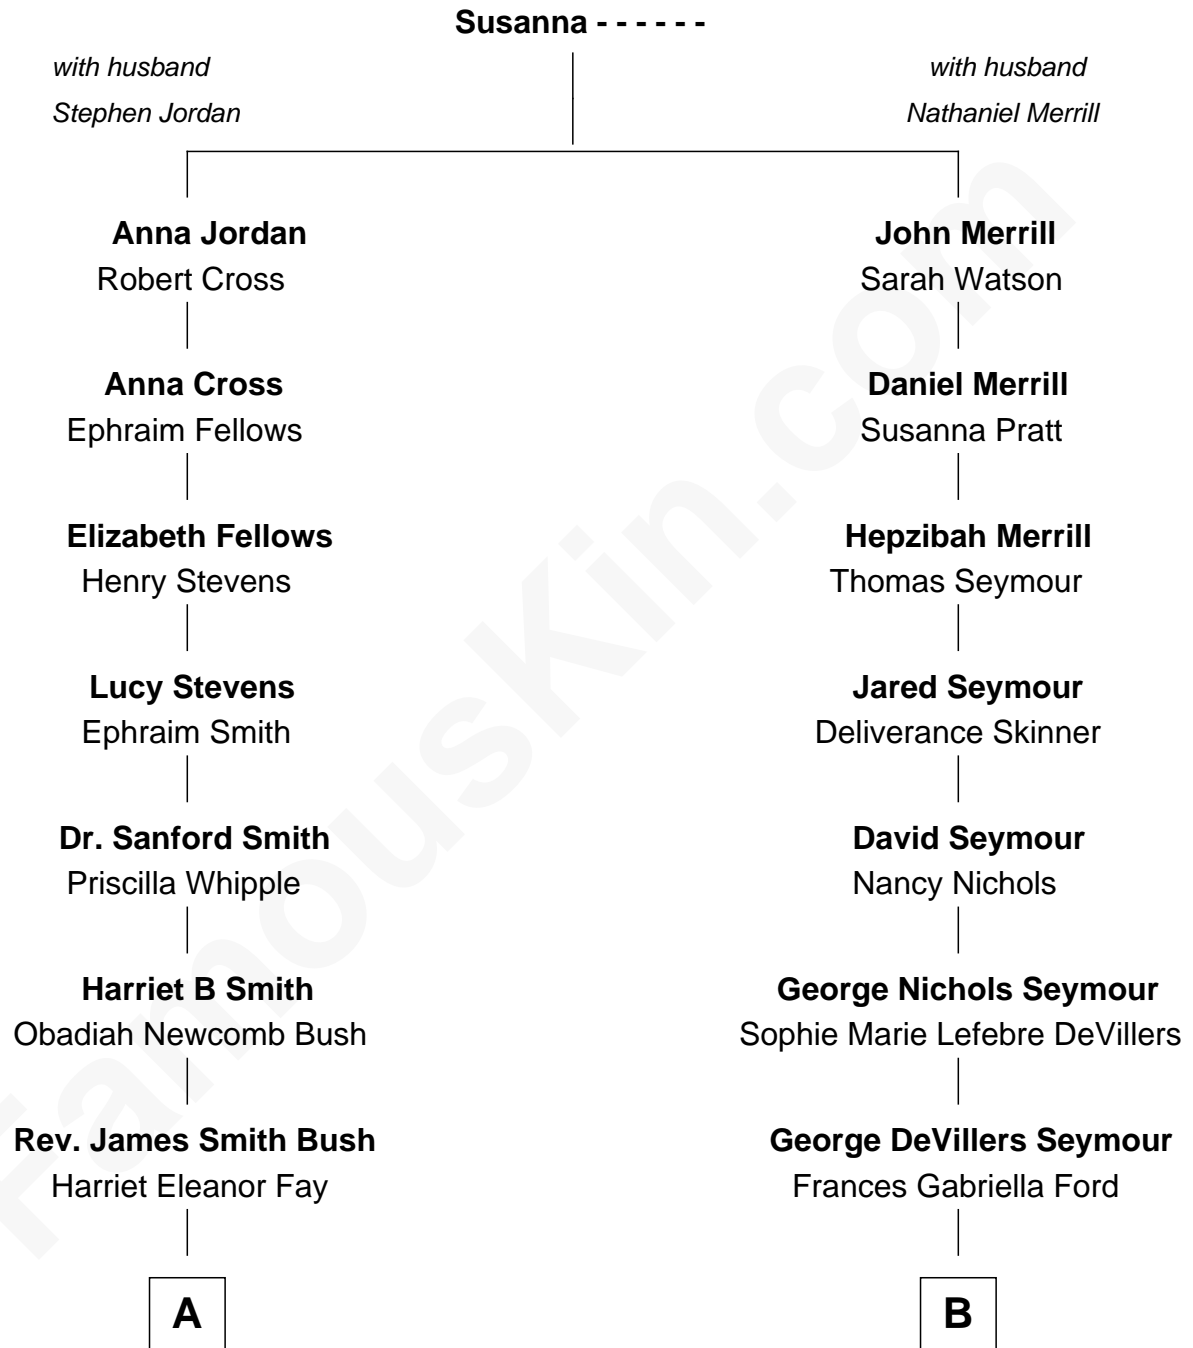 Susanna - - - - - -
with husband
Stephen Jordan
with husband
Nathaniel Merrill
Anna Jordan
Robert Cross
John Merrill
Sarah Watson
Anna Cross
Ephraim Fellows
Daniel Merrill
Susanna Pratt
Elizabeth Fellows
Henry Stevens
Hepzibah Merrill
Thomas Seymour
Lucy Stevens
Ephraim Smith
Jared Seymour
Deliverance Skinner
Dr. Sanford Smith
Priscilla Whipple
David Seymour
Nancy Nichols
Harriet B Smith
Obadiah Newcomb Bush
George Nichols Seymour
Sophie Marie Lefebre DeVillers
Rev. James Smith Bush
Harriet Eleanor Fay
George DeVillers Seymour
Frances Gabriella Ford
A
B
FamousKin.com